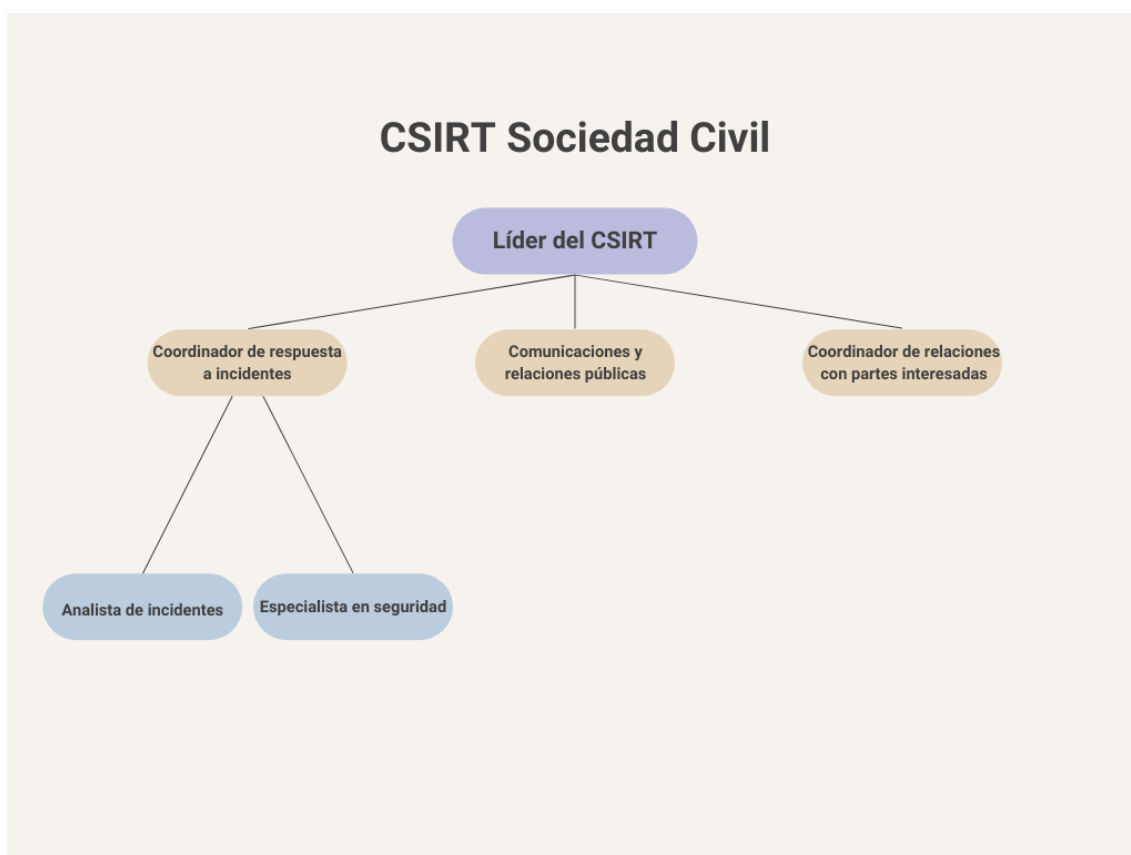 CSIRT Sociedad Civil
Líder del CSIRT
Coordinador de respuesta
a incidentes
Comunicaciones y
relaciones públicas
Coordinador de relaciones
con partes interesadas
Analista de incidentes
Especialista en seguridad